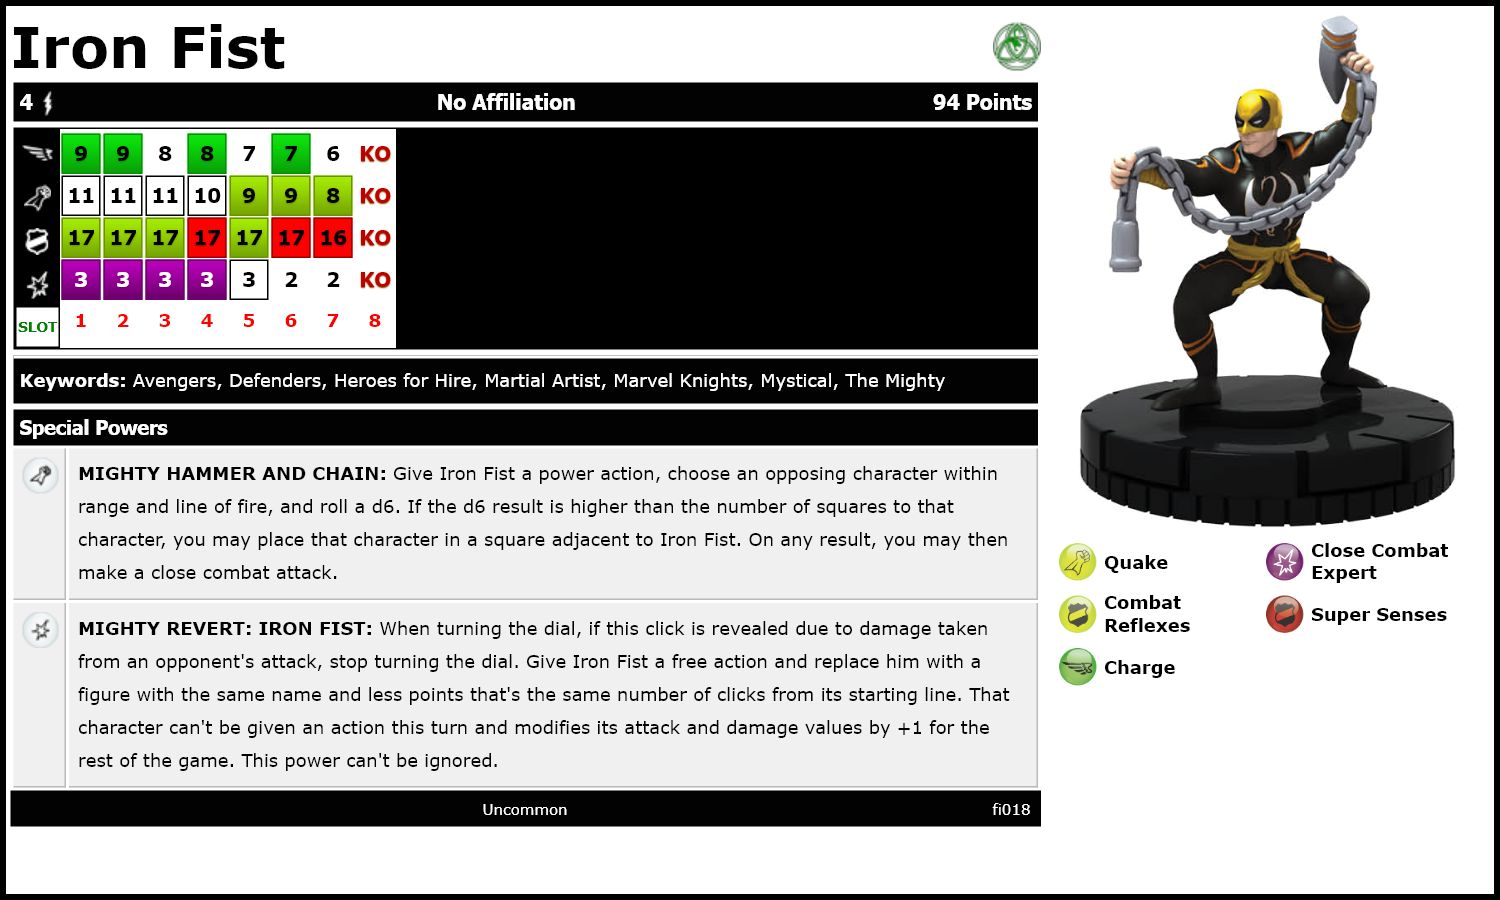 Iron Fist
4 No Affiliation 94 Points
9 9 8 8 7 7 6 KO
11 11 11 10 9 9 8 KO
17 17 17 17 17 17 16 KO
3 3 3 3 3 2 2 KO
SLOT 1 2 3 4 5 6 7 8
Keywords: Avengers, Defenders, Heroes for Hire, Martial Artist, Marvel Knights, Mystical, The Mighty
Special Powers
MIGHTY HAMMER AND CHAIN: Give Iron Fist a power action, choose an opposing character within
range and line of fire, and roll a d6. If the d6 result is higher than the number of squares to that
character, you may place that character in a square adjacent to Iron Fist. On any result, you may then
make a close combat attack.
MIGHTY REVERT: IRON FIST: When turning the dial, if this click is revealed due to damage taken
from an opponent's attack, stop turning the dial. Give Iron Fist a free action and replace him with a
figure with the same name and less points that's the same number of clicks from its starting line. That
character can't be given an action this turn and modifies its attack and damage values by +1 for the
rest of the game. This power can't be ignored.
Uncommon fi018
Quake
Combat
Reflexes
Charge
Close Combat
Expert
Super Senses